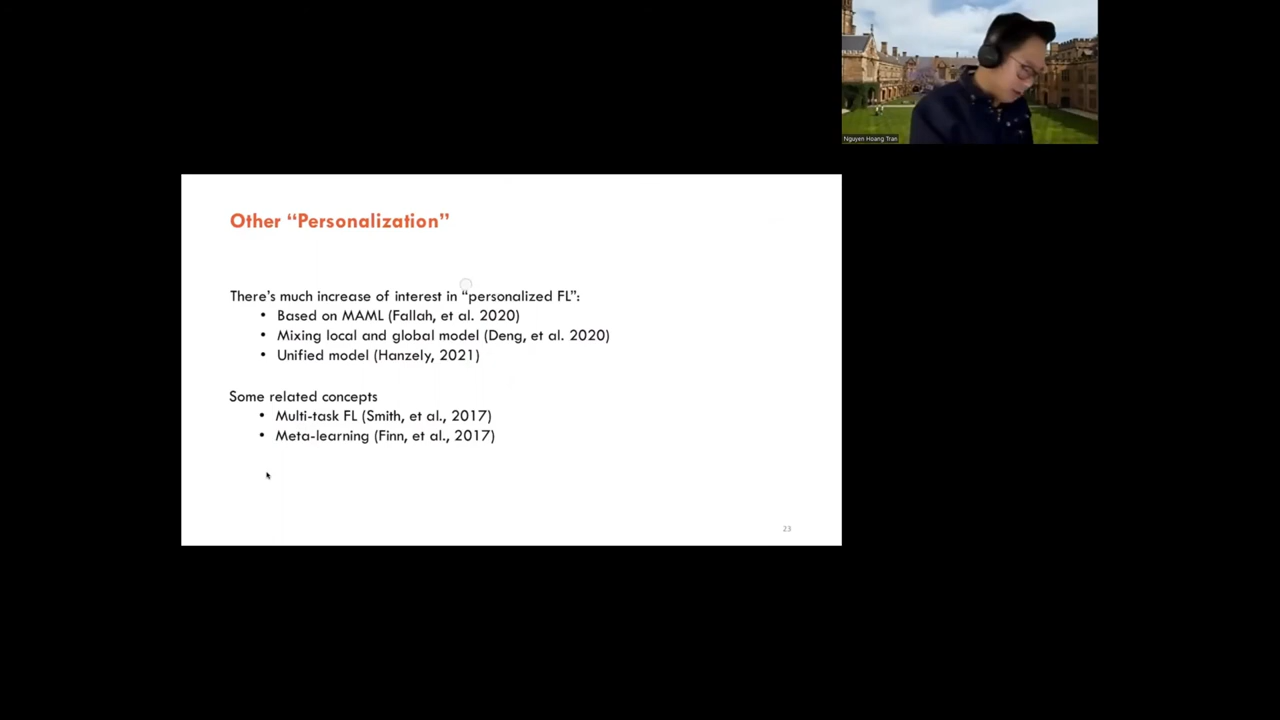 Nguyen Hoang Tran
Other “Personalization”
There’s much increase of interest in “personalized FL”:
• Based on MAML (Fallah, et al. 2020)
• Mixing local and global model (Deng, et al. 2020)
• Unified model (Hanzely, 2021)
Some related concepts
• Multi-task FL (Smith, et al., 2017)
• Meta-learning (Finn, et al., 2017)
23